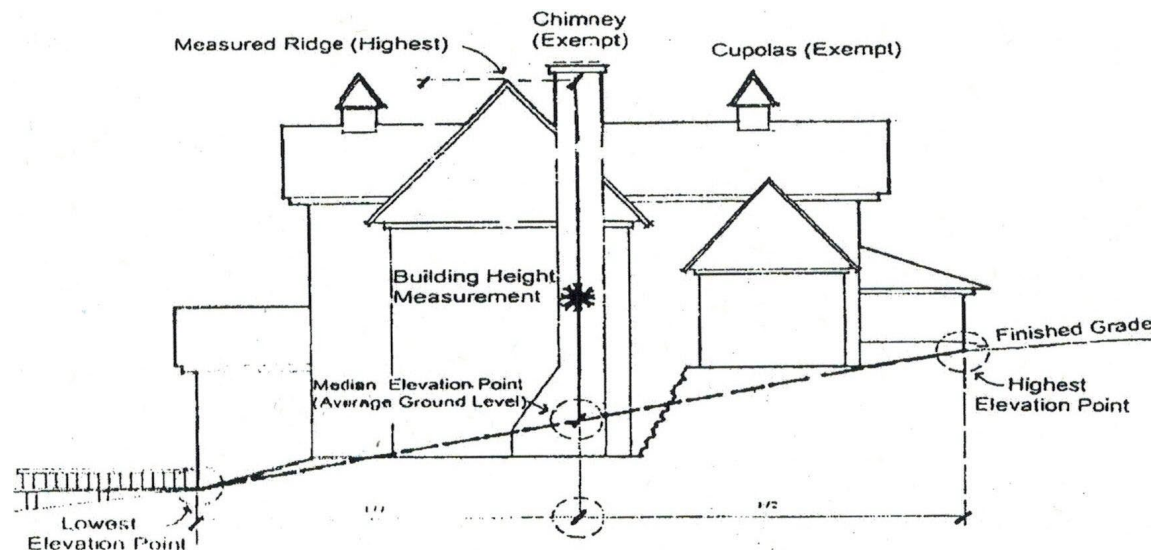 Chimney
(Exempt)
Measured Ridge (Highest)
Cupolas (Exempt)
Building Height
Measurement
Finished Grade
Median Elevation Point
(Average Ground Level)
Highest
Elevation Point
Lowest
Elevation Point